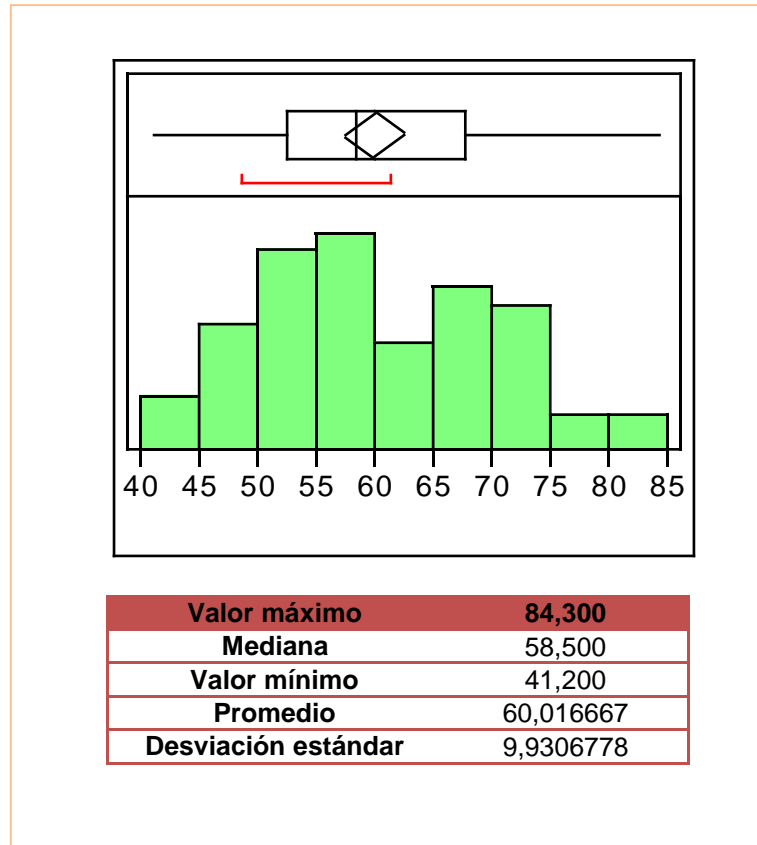 40 45 50 55 60 65 70 75 80 85
Valor máximo 84,300
Mediana 58,500
Valor mínimo 41,200
Promedio 60,016667
Desviación estándar 9,9306778